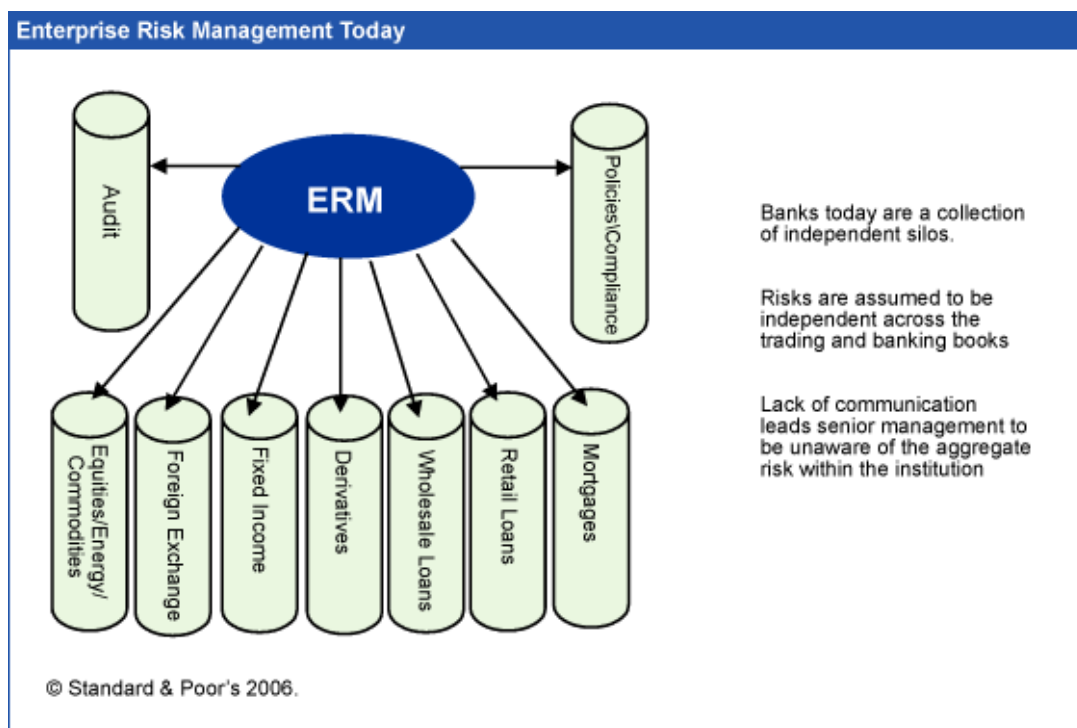 Enterprise Risk Management Today
Audit
ERM
Policies\Compliance
Banks today are a collection
of independent silos.
Risks are assumed to be
independent across the
trading and banking books
Lack of communication
leads senior management to
be unaware of the aggregate
risk within the institution
Equities/Energy/
Commodities
Foreign Exchange
Fixed Income
Derivatives
Wholesale Loans
Retail Loans
Mortgages
© Standard & Poor's 2006.